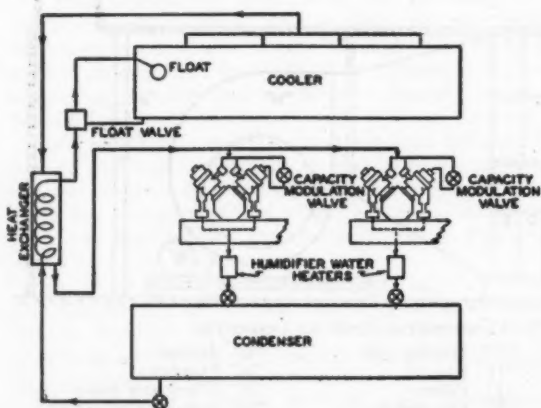 FLOAT
COOLER
FLOAT VALVE
HEAT
EXCHANGER
CAPACITY
MODULATION
VALVE
CAPACITY
MODULATION
VALVE
HUMIDIFIER WATER
HEATERS
CONDENSER